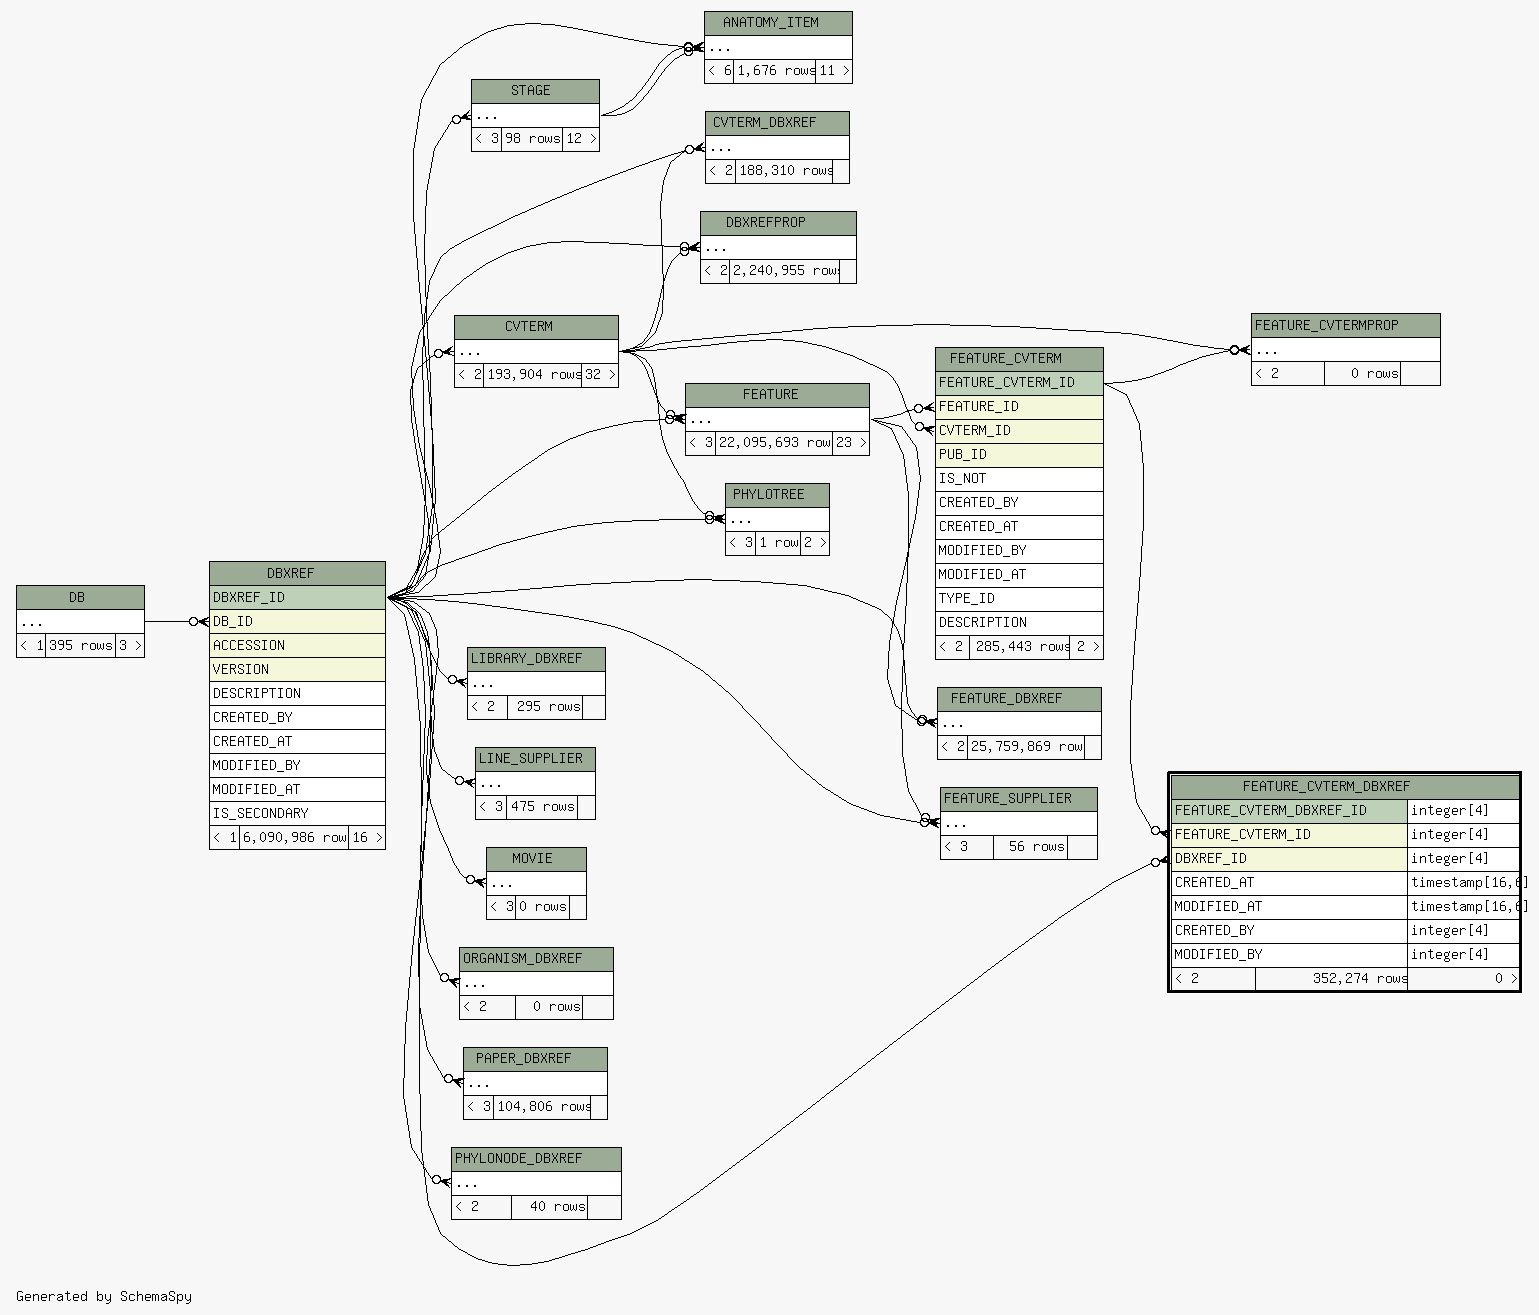 ANATOMY_ITEM
...
< 6 1,676 rows 11 >
STAGE
...
< 3 98 rows 12 >
CVTERM_DBXREF
...
< 2 188,310 rows
DBXREFPROP
...
< 2 2,240,955 rows
CVTERM
...
< 2 193,904 rows 32 >
FEATURE_CVTERMPROP
...
< 2 0 rows
FEATURE_CVTERM
FEATURE_CVTERM_ID
FEATURE_ID
CVTERM_ID
PUB_ID
IS_NOT
CREATED_BY
CREATED_AT
MODIFIED_BY
MODIFIED_AT
TYPE_ID
DESCRIPTION
< 2 285,443 rows 2 >
FEATURE
...
< 3 22,095,693 row 23 >
PHYLOTREE
...
< 3 1 row 2 >
DB
...
< 1 395 rows 3 >
DBXREF
DBXREF_ID
DB_ID
ACCESSION
VERSION
DESCRIPTION
CREATED_BY
CREATED_AT
MODIFIED_BY
MODIFIED_AT
IS_SECONDARY
< 1 6,090,986 row 16 >
LIBRARY_DBXREF
...
< 2 295 rows
FEATURE_DBXREF
...
< 2 25,759,869 row
LINE_SUPPLIER
...
< 3 475 rows
FEATURE_SUPPLIER
...
< 3 56 rows
FEATURE_CVTERM_DBXREF
FEATURE_CVTERM_DBXREF_ID integer[4]
FEATURE_CVTERM_ID integer[4]
DBXREF_ID integer[4]
CREATED_AT timestamp[16,6]
MODIFIED_AT timestamp[16,6]
CREATED_BY integer[4]
MODIFIED_BY integer[4]
< 2 352,274 rows 0 >
MOVIE
...
< 3 0 rows
ORGANISM_DBXREF
...
< 2 0 rows
PAPER_DBXREF
...
< 3 104,806 rows
PHYLONODE_DBXREF
...
< 2 40 rows
Generated by SchemaSpy